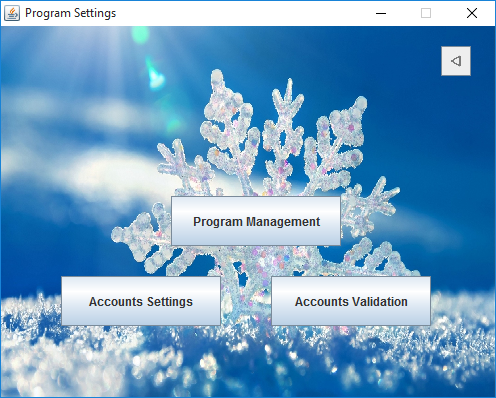 Program Settings
Program Management
Accounts Settings
Accounts Validation